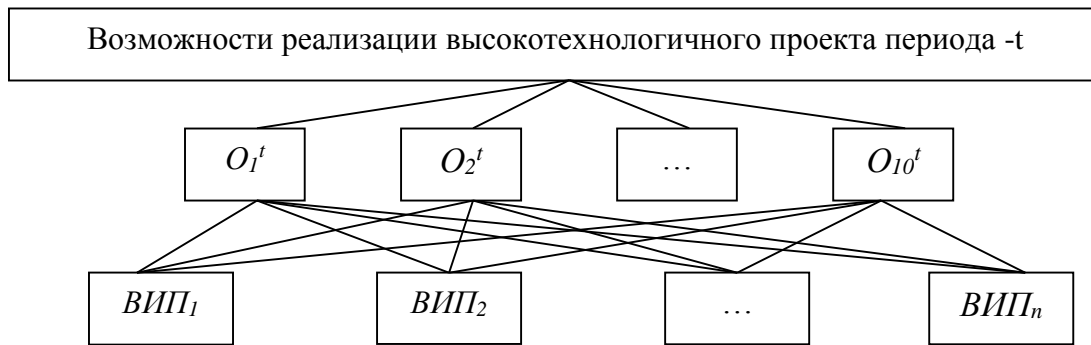 Возможности реализации высокотехнологичного проекта периода -t
O₁ᵗ O₂ᵗ … O₁₀ᵗ
ВИП₁ ВИП₂ … ВИПₙ